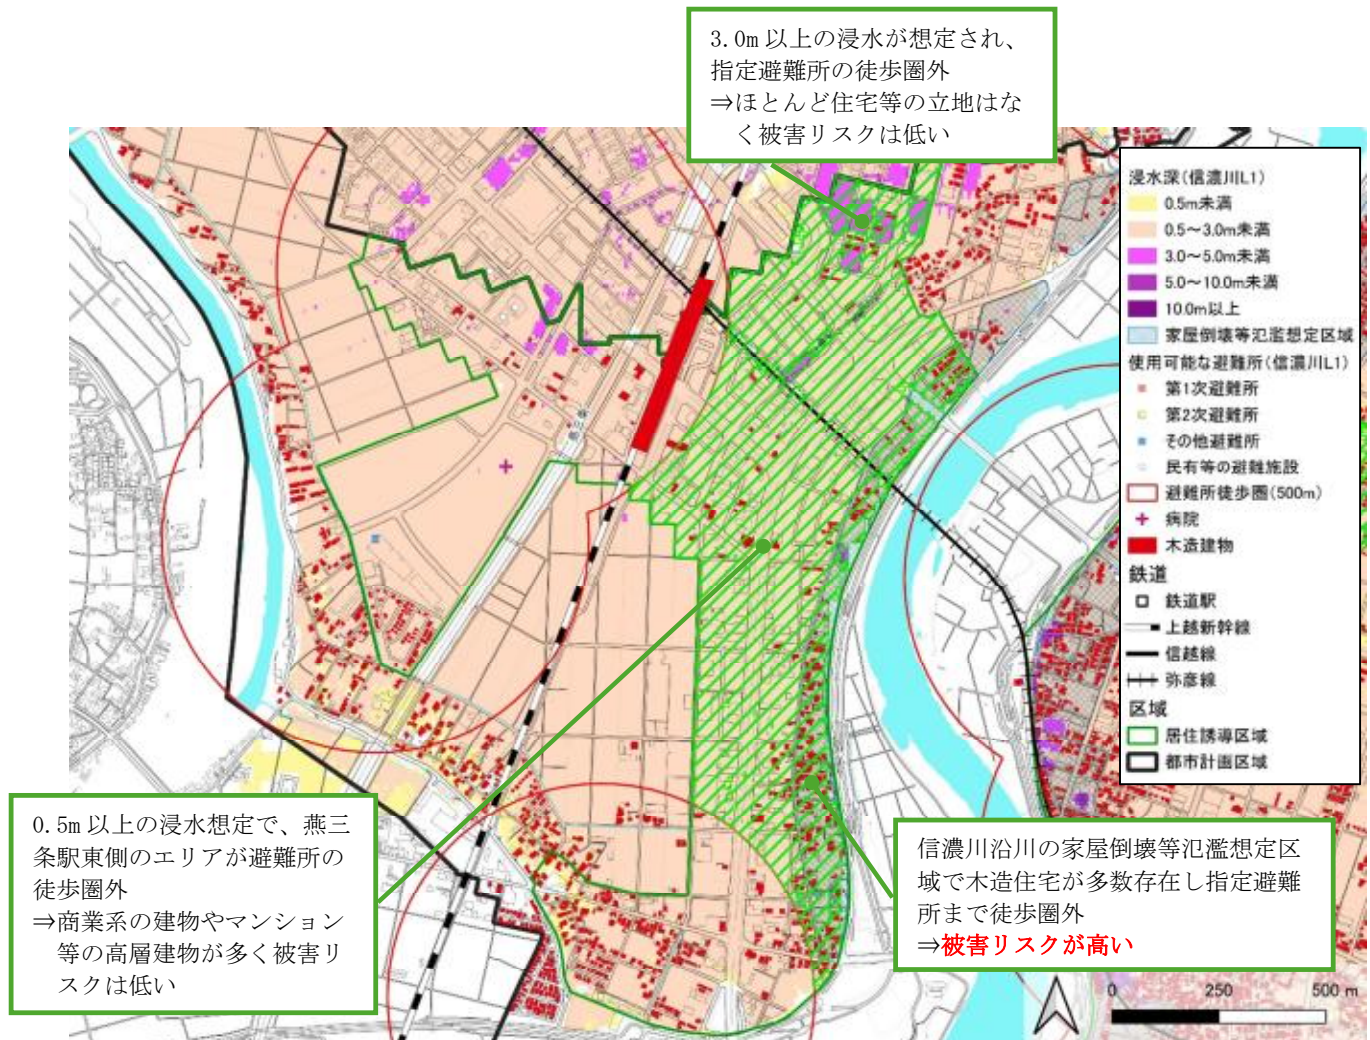 3.0m 以上の浸水が想定され、
指定避難所の徒歩圏外
⇒ほとんど住宅等の立地はな
く被害リスクは低い
浸水深(信濃川L1)
0.5m未満
0.5～3.0m未満
3.0～5.0m未満
5.0～10.0m未満
10.0m以上
家屋倒壊等氾濫想定区域
使用可能な避難所(信濃川L1)
第1次避難所
第2次避難所
その他避難所
民有等の避難施設
避難所徒歩圏(500m)
病院
木造建物
鉄道
鉄道駅
上越新幹線
信越線
弥彦線
区域
居住誘導区域
都市計画区域
燕三条
0.5m 以上の浸水想定で、燕三
条駅東側のエリアが避難所の
徒歩圏外
⇒商業系の建物やマンション
等の高層建物が多く被害リ
スクは低い
信濃川沿川の家屋倒壊等氾濫想定区
域で木造住宅が多数存在し指定避難
所まで徒歩圏外
⇒被害リスクが高い
0 250 500 m